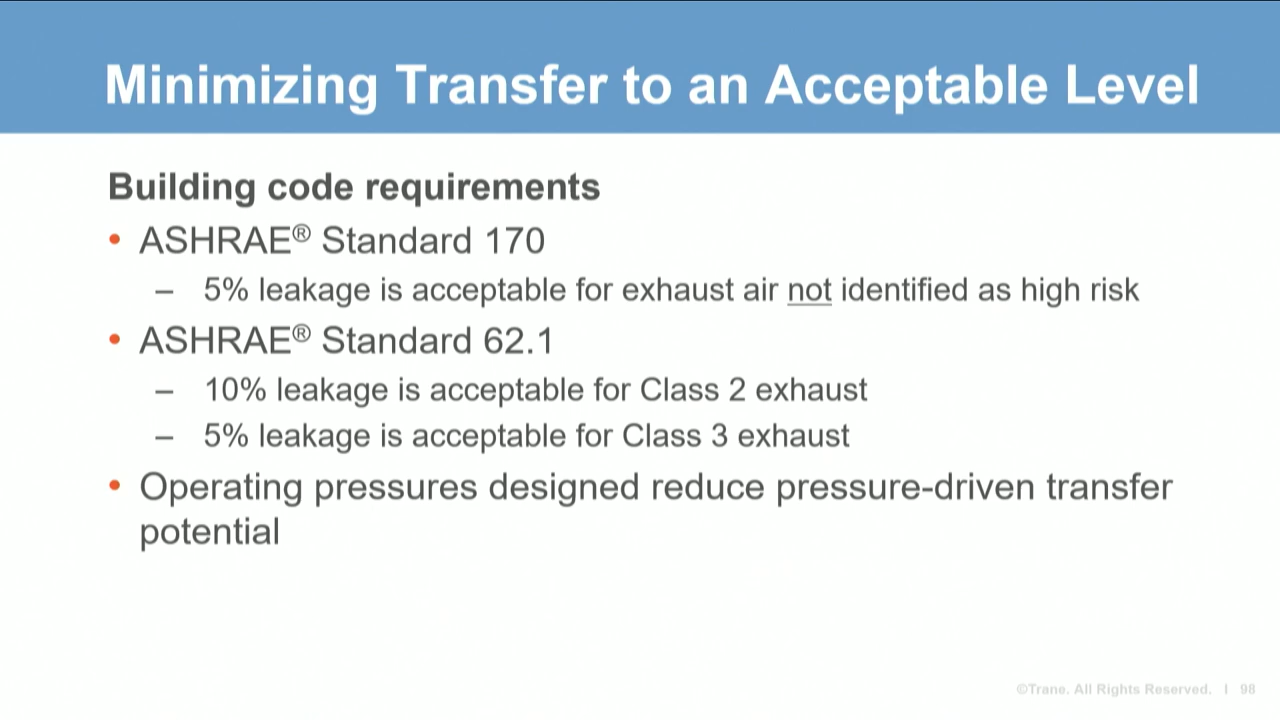 Minimizing Transfer to an Acceptable Level
Building code requirements
• ASHRAE® Standard 170
– 5% leakage is acceptable for exhaust air not identified as high risk
• ASHRAE® Standard 62.1
– 10% leakage is acceptable for Class 2 exhaust
– 5% leakage is acceptable for Class 3 exhaust
• Operating pressures designed reduce pressure-driven transfer
potential
©Trane. All Rights Reserved. I 98